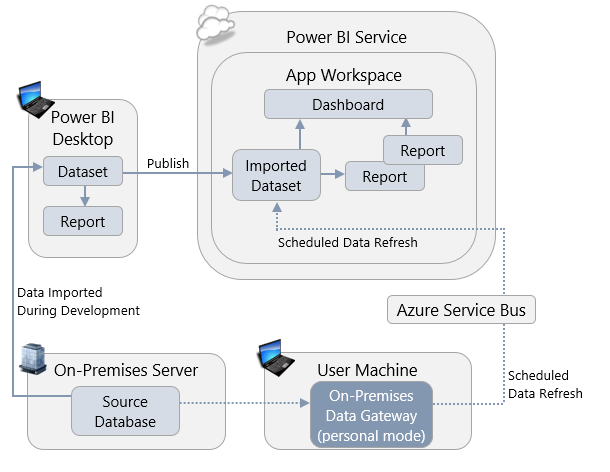 Power BI Service
App Workspace
Dashboard
Power BI
Desktop
Dataset
Report
Publish
Imported
Dataset
Report
Report
Scheduled Data Refresh
Data Imported
During Development
Azure Service Bus
On-Premises Server
Source
Database
User Machine
On-Premises
Data Gateway
(personal mode)
Scheduled
Data Refresh